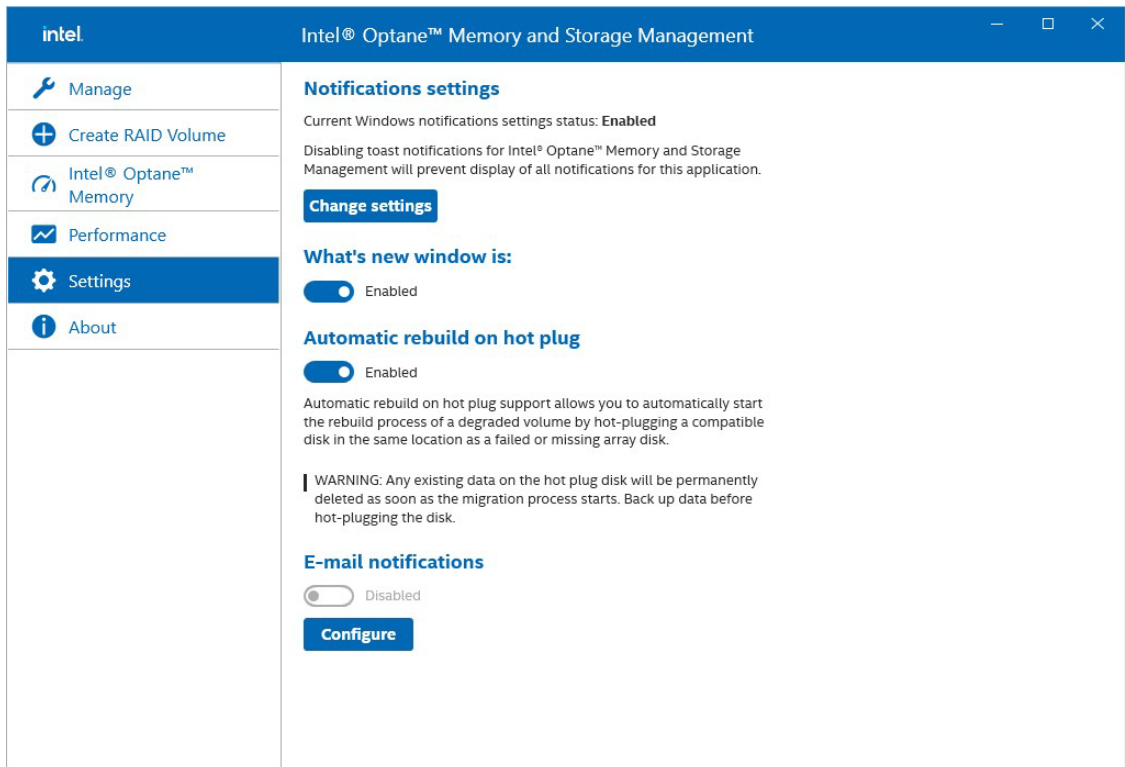 intel.
Intel® Optane™ Memory and Storage Management
Manage
Create RAID Volume
Intel® Optane™
Memory
Performance
Settings
About
Notifications settings
Current Windows notifications settings status: Enabled
Disabling toast notifications for Intel® Optane™ Memory and Storage
Management will prevent display of all notifications for this application.
Change settings
What's new window is:
Enabled
Automatic rebuild on hot plug
Enabled
Automatic rebuild on hot plug support allows you to automatically start
the rebuild process of a degraded volume by hot-plugging a compatible
disk in the same location as a failed or missing array disk.
WARNING: Any existing data on the hot plug disk will be permanently
deleted as soon as the migration process starts. Back up data before
hot-plugging the disk.
E-mail notifications
Disabled
Configure